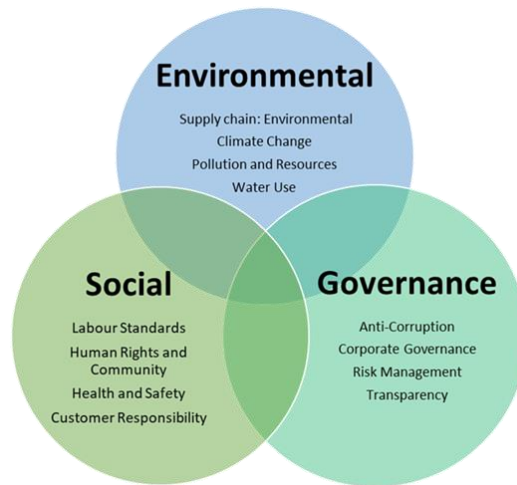 Environmental
Supply chain: Environmental
Climate Change
Pollution and Resources
Water Use
Social
Labour Standards
Human Rights and
Community
Health and Safety
Customer Responsibility
Governance
Anti-Corruption
Corporate Governance
Risk Management
Transparency